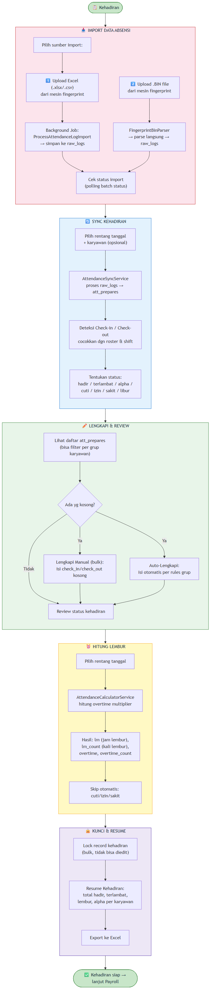 📋 Kehadiran
📥 IMPORT DATA ABSENSI
Pilih sumber import:
1️⃣ Upload Excel
(.xlsx/.csv)
dari mesin fingerprint
2️⃣ Upload .BIN file
dari mesin fingerprint
Background Job:
ProcessAttendanceLogImport
→ simpan ke raw_logs
FingerprintBinParser
→ parse langsung →
raw_logs
Cek status import
(polling batch status)
🔄 SYNC KEHADIRAN
Pilih rentang tanggal
+ karyawan (opsional)
AttendanceSyncService
proses raw_logs →
att_prepares
Deteksi Check-in / Check-
out
cocokkan dgn roster & shift
Tentukan status:
hadir / terlambat / alpha /
cuti / izin / sakit / libur
✏️ LENGKAPI & REVIEW
Lihat daftar att_prepares
(bisa filter per grup
karyawan)
Ada yg kosong?
Ya
Ya
Tidak
Lengkapi Manual (bulk):
isi check_in/check_out
kosong
Auto-Lengkapi:
isi otomatis per rules grup
Review status kehadiran
⏰ HITUNG LEMBUR
Pilih rentang tanggal
AttendanceCalculatorService
hitung overtime multiplier
Hasil: lm (jam lembur),
lm_count (kali lembur),
overtime, overtime_count
Skip otomatis:
cuti/izin/sakit
🔒 KUNCI & RESUME
Lock record kehadiran
(bulk, tidak bisa diedit)
Resume Kehadiran:
total hadir, terlambat,
lembur, alpha per karyawan
Export ke Excel
✅ Kehadiran siap →
lanjut Payroll